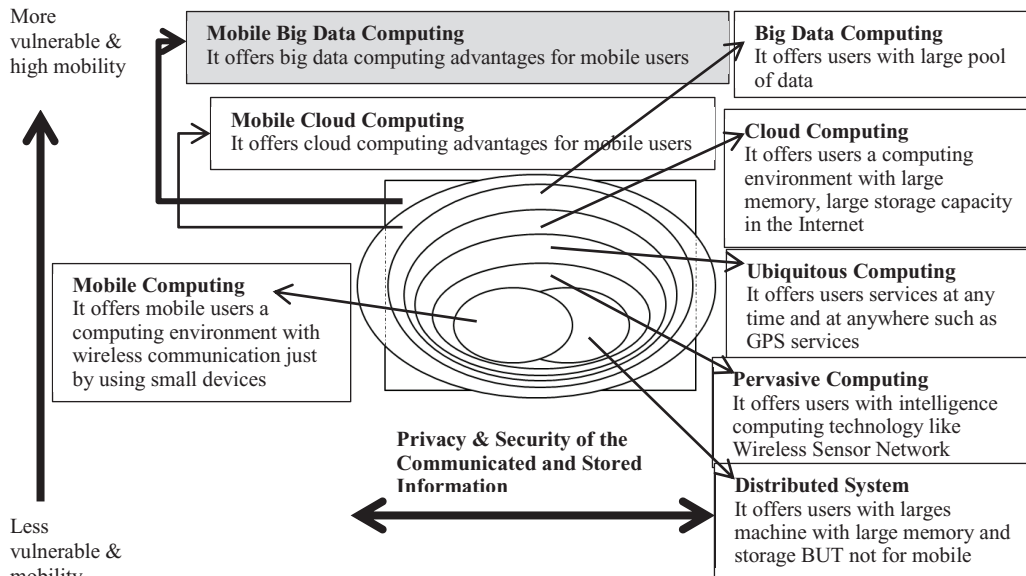 More
vulnerable &
high mobility
Mobile Big Data Computing
It offers big data computing advantages for mobile users
Big Data Computing
It offers users with large pool
of data
Mobile Cloud Computing
It offers cloud computing advantages for mobile users
Cloud Computing
It offers users a computing
environment with large
memory, large storage capacity
in the Internet
Mobile Computing
It offers mobile users a
computing environment with
wireless communication just
by using small devices
Ubiquitous Computing
It offers users services at any
time and at anywhere such as
GPS services
Pervasive Computing
It offers users with intelligence
computing technology like
Wireless Sensor Network
Privacy & Security of the
Communicated and Stored
Information
Distributed System
It offers users with larges
machine with large memory and
storage BUT not for mobile
Less
vulnerable &
mobility